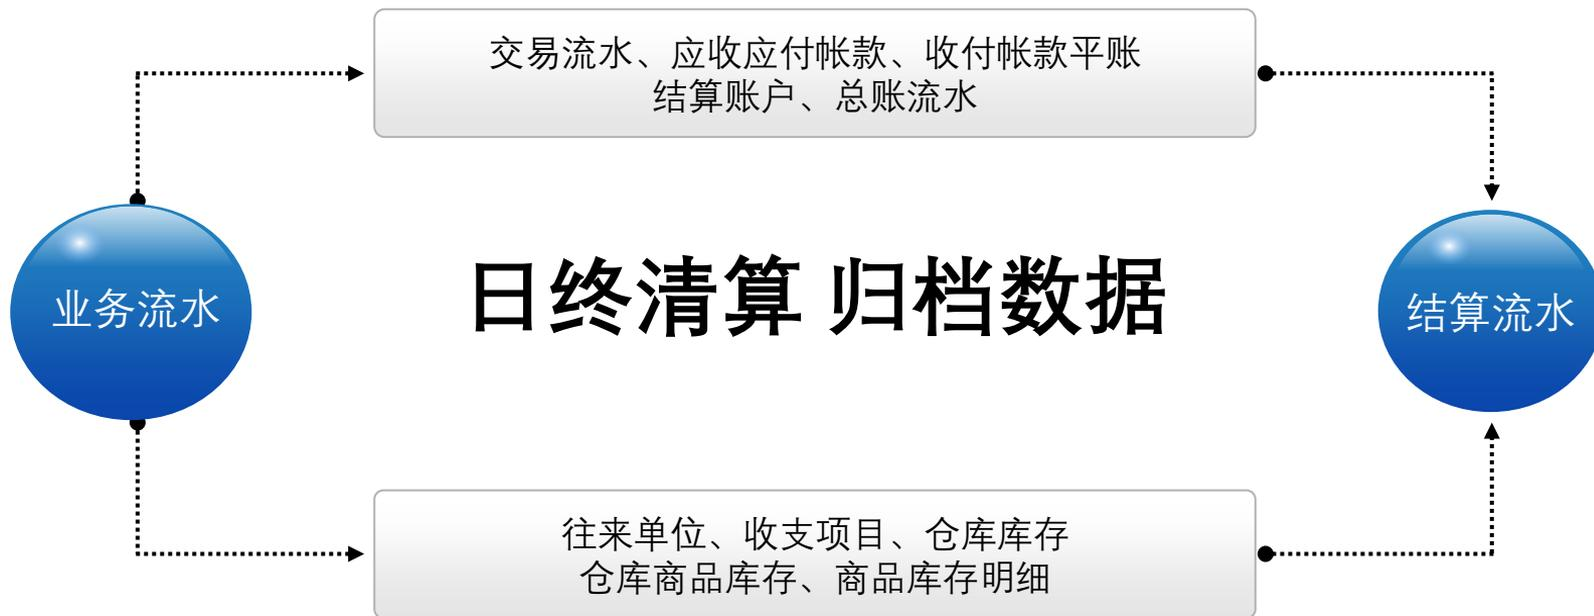 交易流水、应收应付帐款、收付帐款平账
结算账户、总账流水
业务流水
日终清算 归档数据
结算流水
往来单位、收支项目、仓库库存
仓库商品库存、商品库存明细